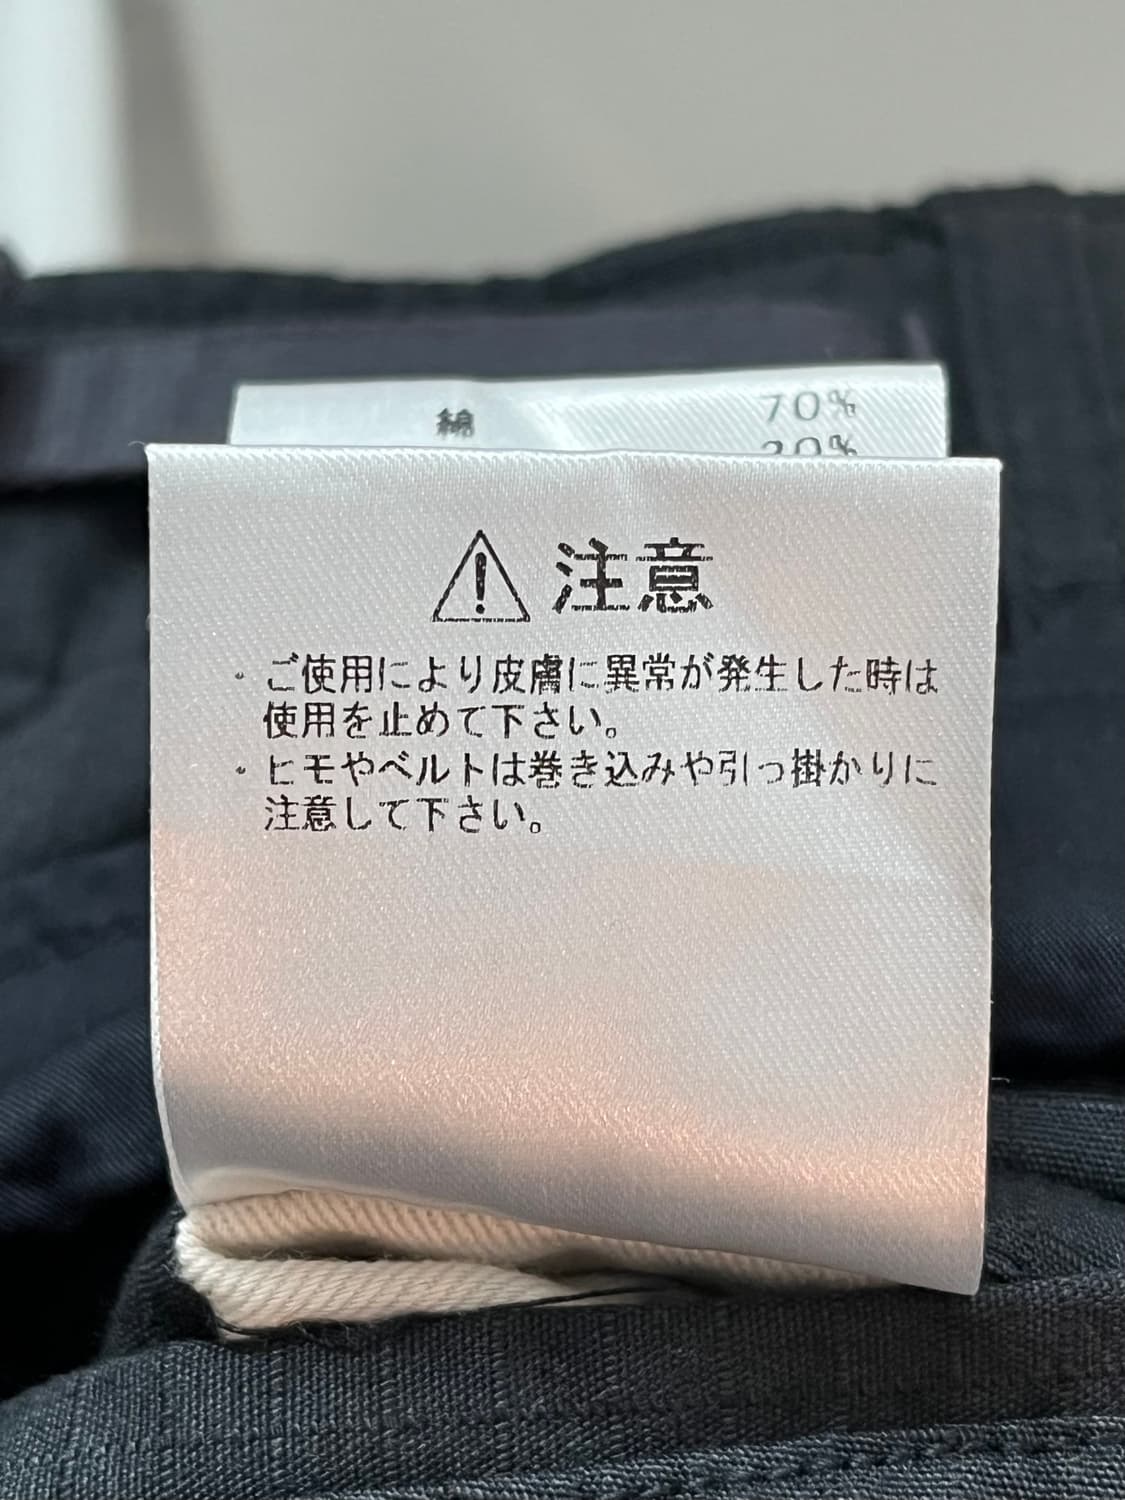 綿 70%
⚠ 注意
・ご使用により皮膚に異常が発生した時は
使用を止めて下さい。
・ヒモやベルトは巻き込みや引っ掛かりに
注意して下さい。